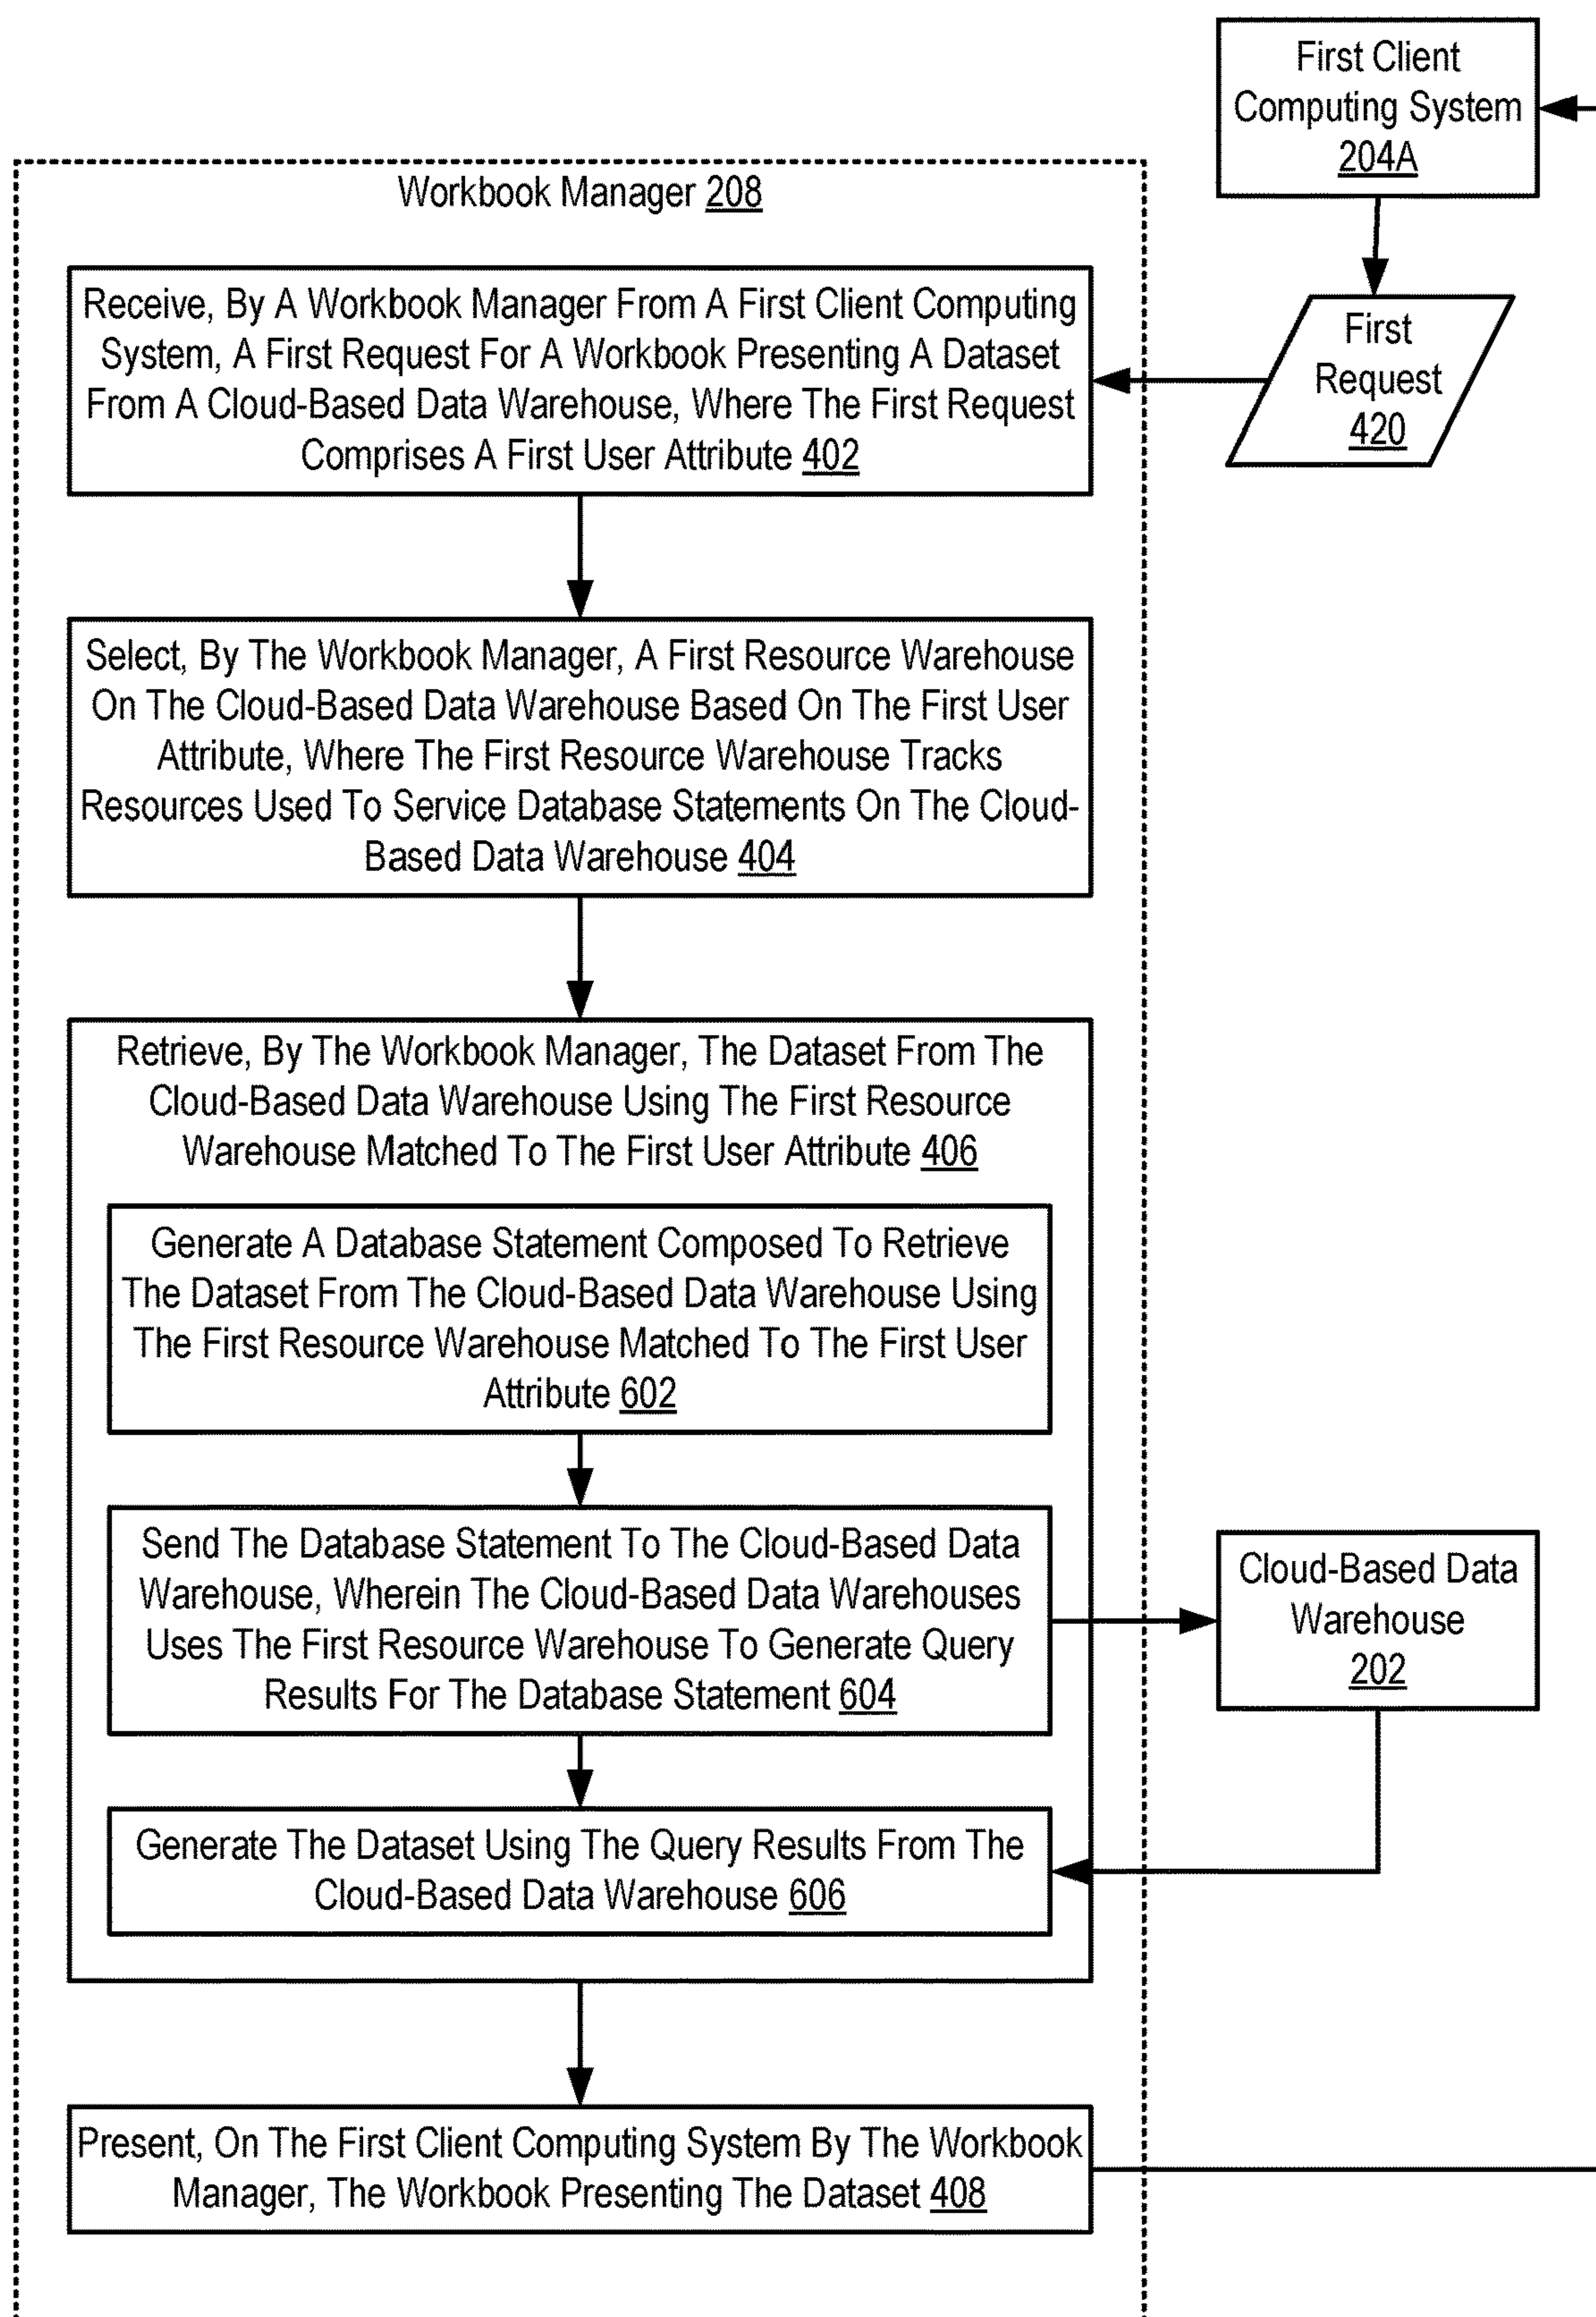 First Client
Computing System
204A
Workbook Manager 208
Receive, By A Workbook Manager From A First Client Computing
System, A First Request For A Workbook Presenting A Dataset
From A Cloud-Based Data Warehouse, Where The First Request
Comprises A First User Attribute 402
First
Request
420
Select, By The Workbook Manager, A First Resource Warehouse
On The Cloud-Based Data Warehouse Based On The First User
Attribute, Where The First Resource Warehouse Tracks
Resources Used To Service Database Statements On The Cloud-
Based Data Warehouse 404
Retrieve, By The Workbook Manager, The Dataset From The
Cloud-Based Data Warehouse Using The First Resource
Warehouse Matched To The First User Attribute 406
Generate A Database Statement Composed To Retrieve
The Dataset From The Cloud-Based Data Warehouse Using
The First Resource Warehouse Matched To The First User
Attribute 602
Send The Database Statement To The Cloud-Based Data
Warehouse, Wherein The Cloud-Based Data Warehouses
Uses The First Resource Warehouse To Generate Query
Results For The Database Statement 604
Cloud-Based Data
Warehouse
202
Generate The Dataset Using The Query Results From The
Cloud-Based Data Warehouse 606
Present, On The First Client Computing System By The Workbook
Manager, The Workbook Presenting The Dataset 408